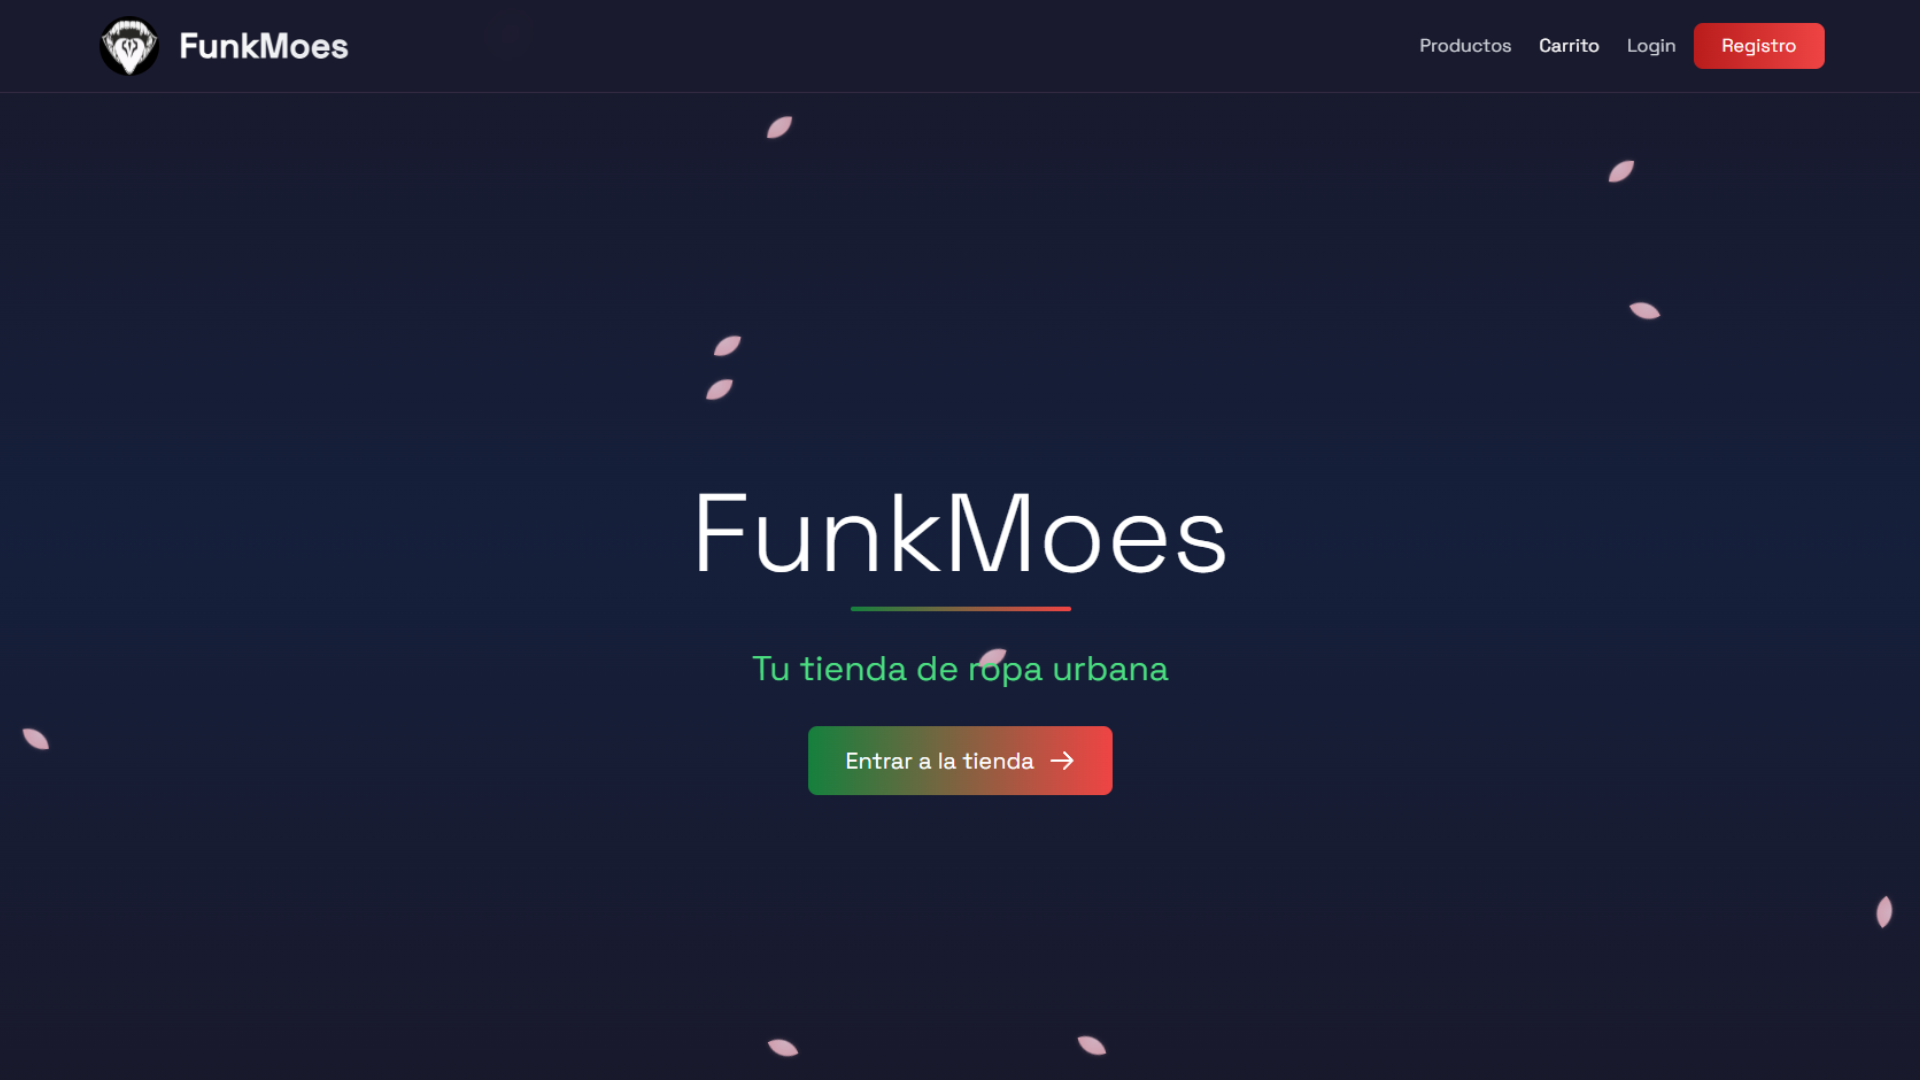 FunkMoes
Productos Carrito Login Registro
FunkMoes
Tu tienda de ropa urbana
Entrar a la tienda →